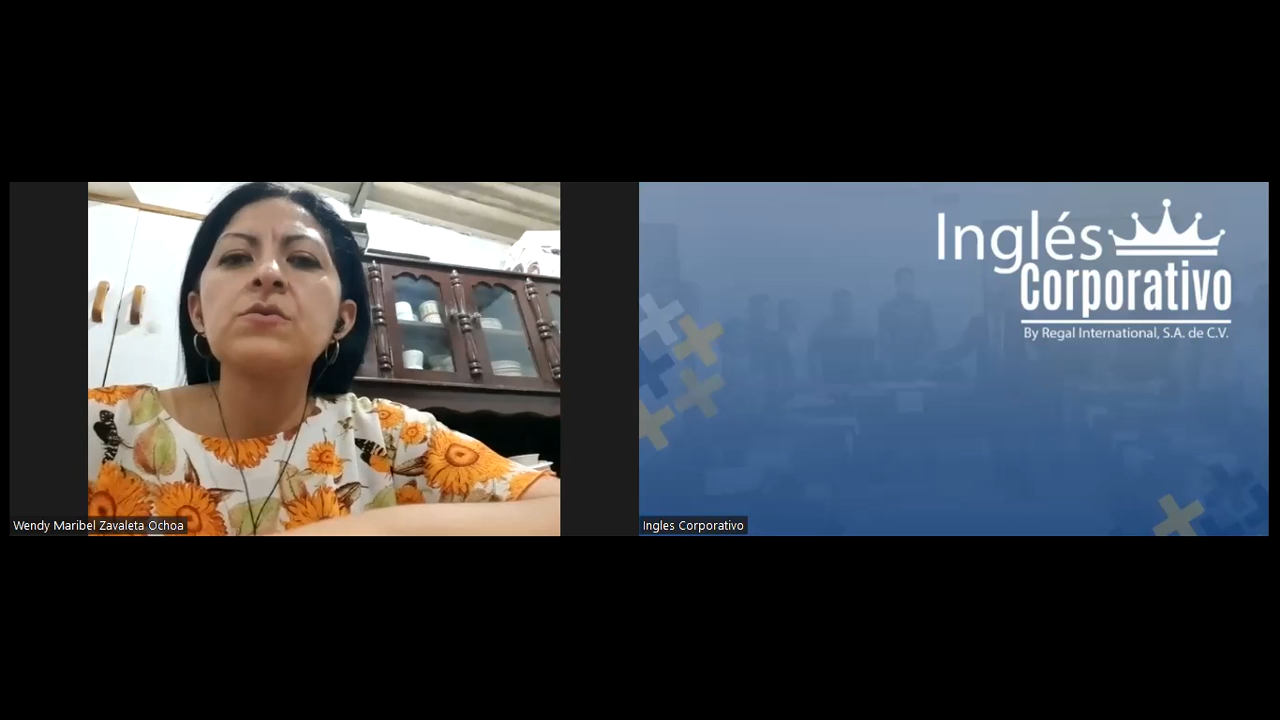 Inglés
Corporativo
By Regal International, S.A. de C.V.
Wendy Maribel Zavaleta Ochoa
Ingles Corporativo